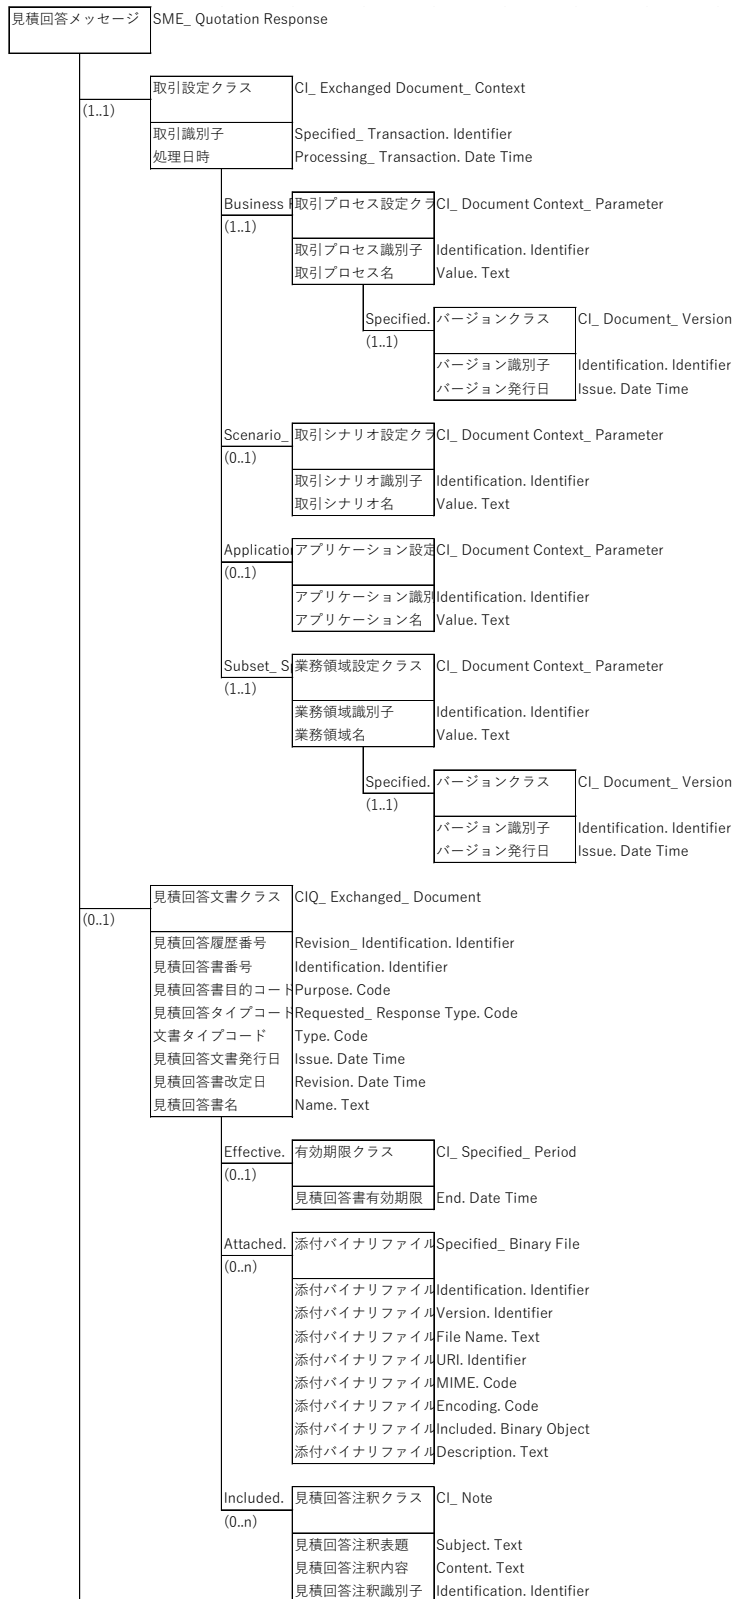 見積回答メッセージ SME_ Quotation Response
取引設定クラス CI_ Exchanged Document_ Context
(1..1)
取引識別子 Specified_ Transaction. Identifier
処理日時 Processing_ Transaction. Date Time
Business 取引プロセス設定クラ CI_ Document Context_ Parameter
(1..1)
取引プロセス識別子 Identification. Identifier
取引プロセス名 Value. Text
Specified. バージョンクラス CI_ Document_ Version
(1..1)
バージョン識別子 Identification. Identifier
バージョン発行日 Issue. Date Time
Scenario_ 取引シナリオ設定クラ CI_ Document Context_ Parameter
(0..1)
取引シナリオ識別子 Identification. Identifier
取引シナリオ名 Value. Text
Application アプリケーション設定 CI_ Document Context_ Parameter
(0..1)
アプリケーション識別 Identification. Identifier
アプリケーション名 Value. Text
Subset_ Sp 業務領域設定クラス CI_ Document Context_ Parameter
(1..1)
業務領域識別子 Identification. Identifier
業務領域名 Value. Text
Specified. バージョンクラス CI_ Document_ Version
(1..1)
バージョン識別子 Identification. Identifier
バージョン発行日 Issue. Date Time
見積回答文書クラス CIQ_ Exchanged_ Document
(0..1)
見積回答履歴番号 Revision_ Identification. Identifier
見積回答書番号 Identification. Identifier
見積回答書目的コード Purpose. Code
見積回答タイプコード Requested_ Response Type. Code
文書タイプコード Type. Code
見積回答文書発行日 Issue. Date Time
見積回答書改定日 Revision. Date Time
見積回答書名 Name. Text
Effective. 有効期限クラス CI_ Specified_ Period
(0..1)
見積回答書有効期限 End. Date Time
Attached. 添付バイナリファイル Specified_ Binary File
(0..n)
添付バイナリファイル Identification. Identifier
添付バイナリファイル Version. Identifier
添付バイナリファイル File Name. Text
添付バイナリファイル URI. Identifier
添付バイナリファイル MIME. Code
添付バイナリファイル Encoding. Code
添付バイナリファイル Included. Binary Object
添付バイナリファイル Description. Text
Included. 見積回答注釈クラス CI_ Note
(0..n)
見積回答注釈表題 Subject. Text
見積回答注釈内容 Content. Text
見積回答注釈識別子 Identification. Identifier